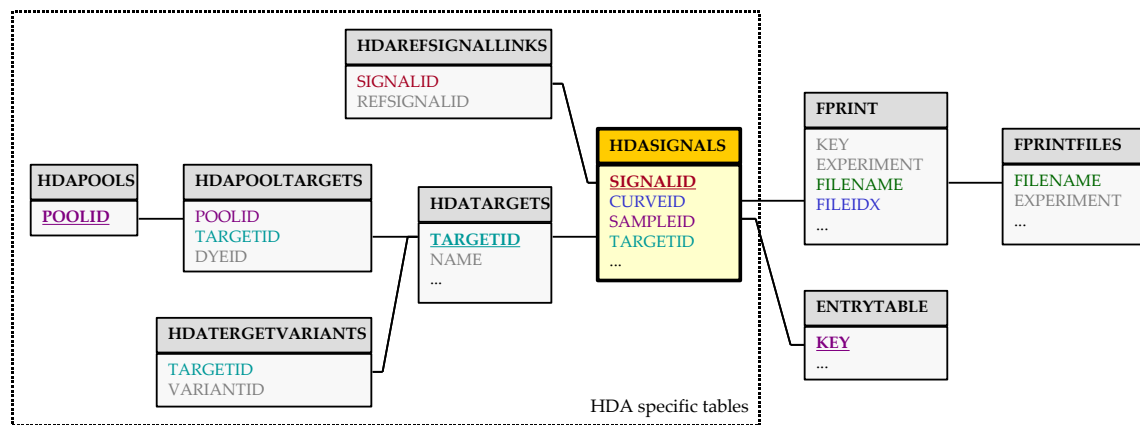 HDAREFSIGNALLINKS
SIGNALID
REFSIGNALID
HDAPOOLS
POOLID
HDAPOOLTARGETS
POOLID
TARGETID
DYEID
HDATERGETVARIANTS
TARGETID
VARIANTID
HDATARGETS
TARGETID
NAME
...
HDASIGNALS
SIGNALID
CURVEID
SAMPLEID
TARGETID
...
FPRINT
KEY
EXPERIMENT
FILENAME
FILEIDX
...
FPRINTFILES
FILENAME
EXPERIMENT
...
ENTRYTABLE
KEY
...
HDA specific tables